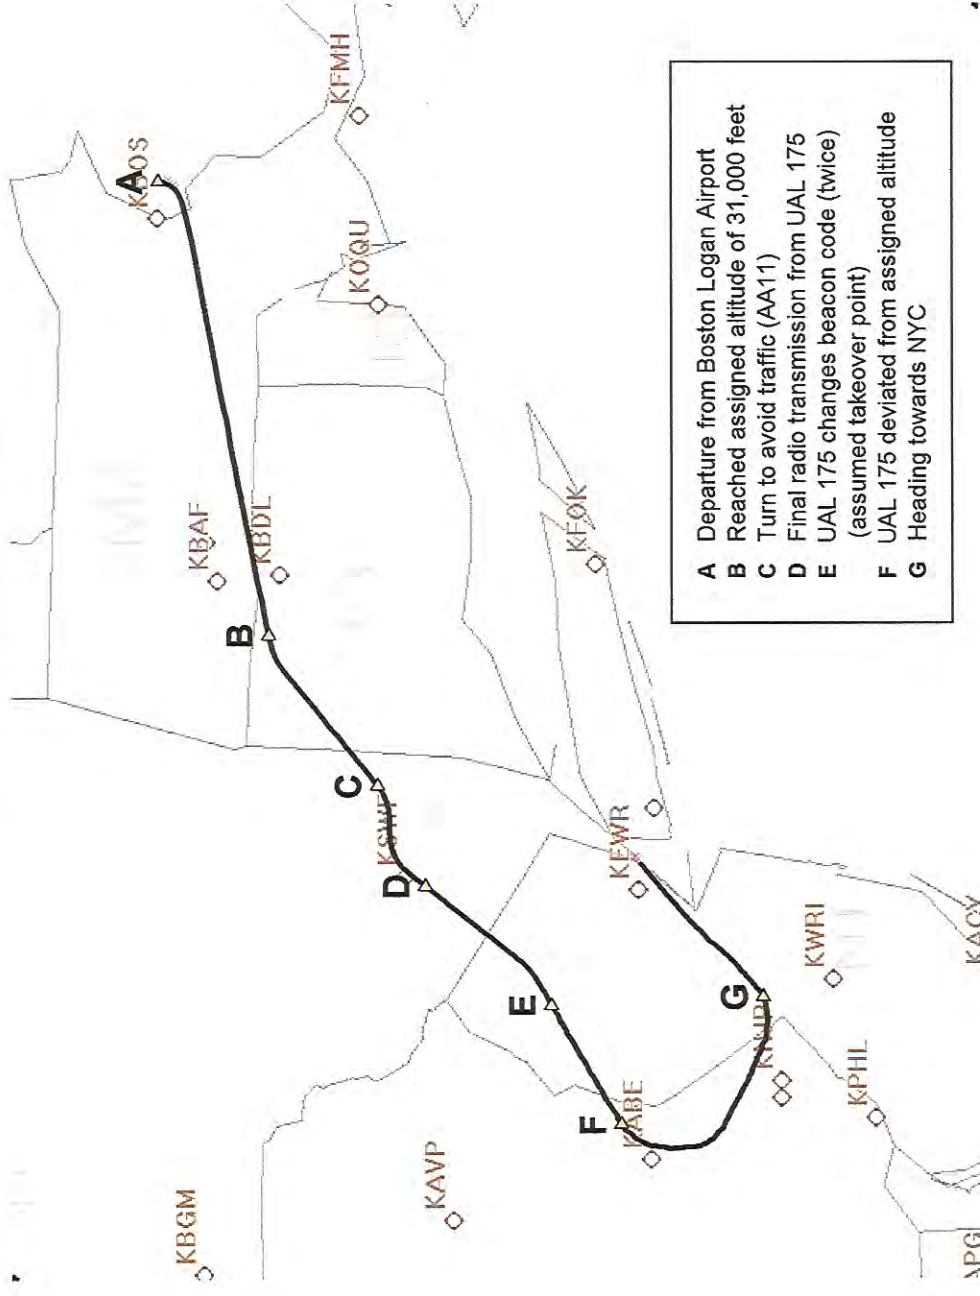 KBOS
A
KFMH
KOQU
KBAF
KBDL
B
KFOK
C
KSWF
D
KEWR
E
G
KWRI
KACY
F
KABE
KPHL
KAVP
KBGM
A Departure from Boston Logan Airport
B Reached assigned altitude of 31,000 feet
C Turn to avoid traffic (AA11)
D Final radio transmission from UAL 175
E UAL 175 changes beacon code (twice)
(assumed takeover point)
F UAL 175 deviated from assigned altitude
G Heading towards NYC